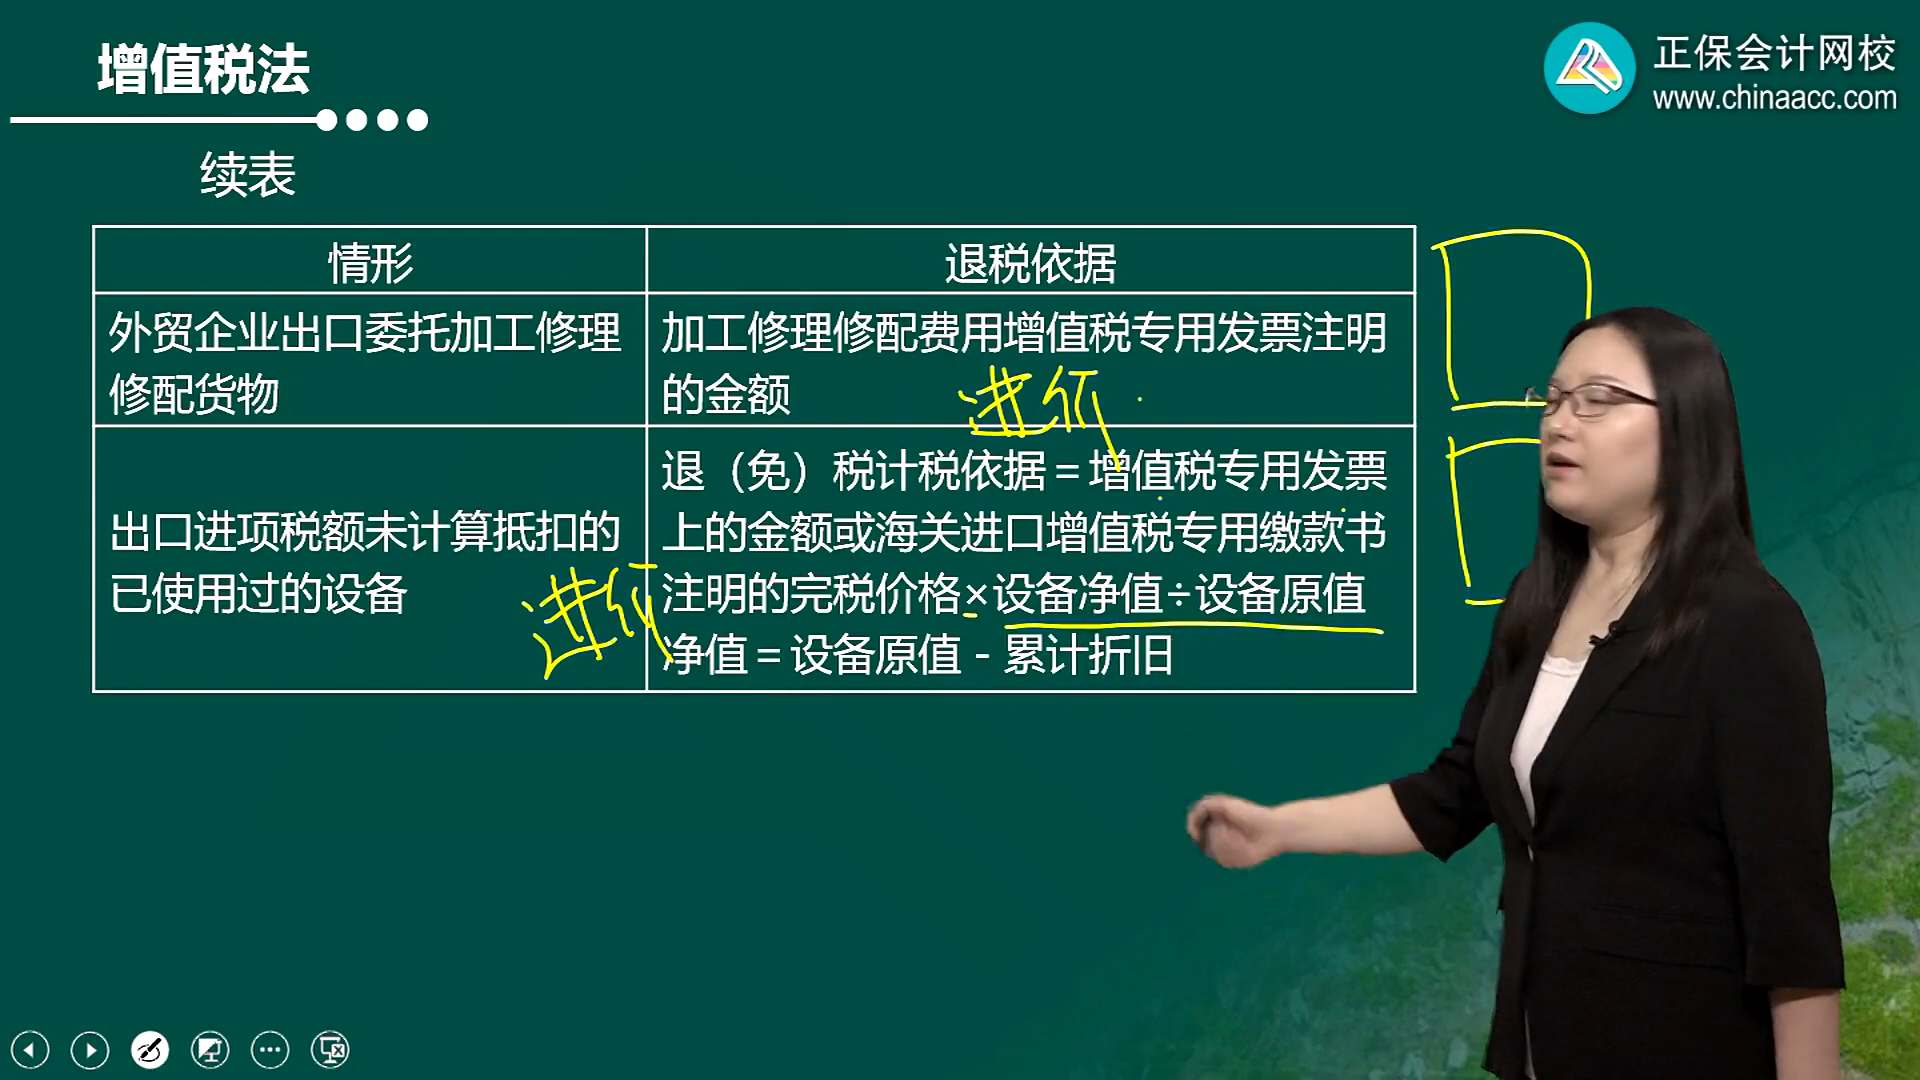 增值税法
正保会计网校
www.chinaacc.com
续表
情形
退税依据
外贸企业出口委托加工修理
修配货物
加工修理修配费用增值税专用发票注明
的金额
进价
出口进项税额未计算抵扣的
已使用过的设备
进价
退（免）税计税依据＝增值税专用发票
上的金额或海关进口增值税专用缴款书
注明的完税价格×设备净值÷设备原值
净值＝设备原值－累计折旧